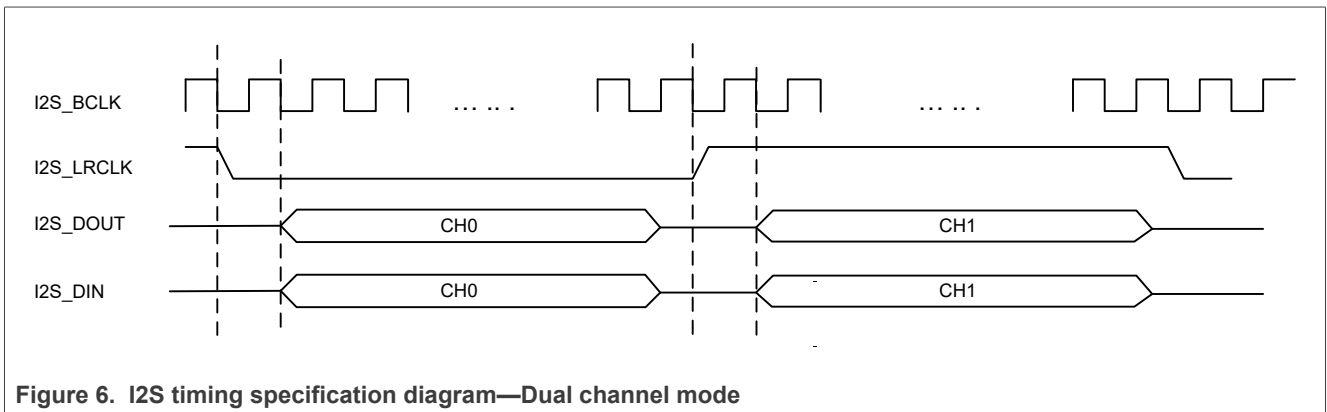 I2S_BCLK
... .. .
... .. .
I2S_LRCLK
I2S_DOUT
CH0
CH1
I2S_DIN
CH0
CH1
Figure 6. I2S timing specification diagram—Dual channel mode